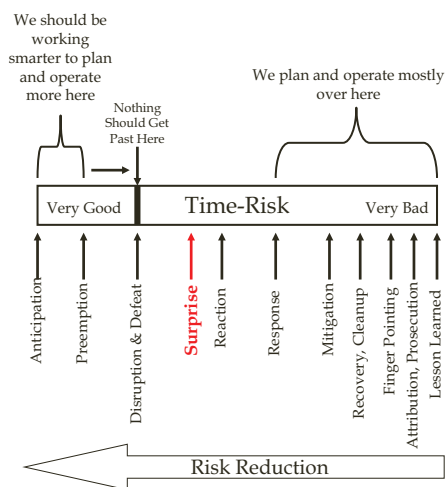 We should be
working
smarter to plan
and operate
more here
We plan and operate mostly
over here
Nothing
Should Get
Past Here
Very Good
Time-Risk
Very Bad
Anticipation
Preemption
Disruption & Defeat
Surprise
Reaction
Response
Mitigation
Recovery, Cleanup
Finger Pointing
Attribution, Prosecution
Lesson Learned
Risk Reduction